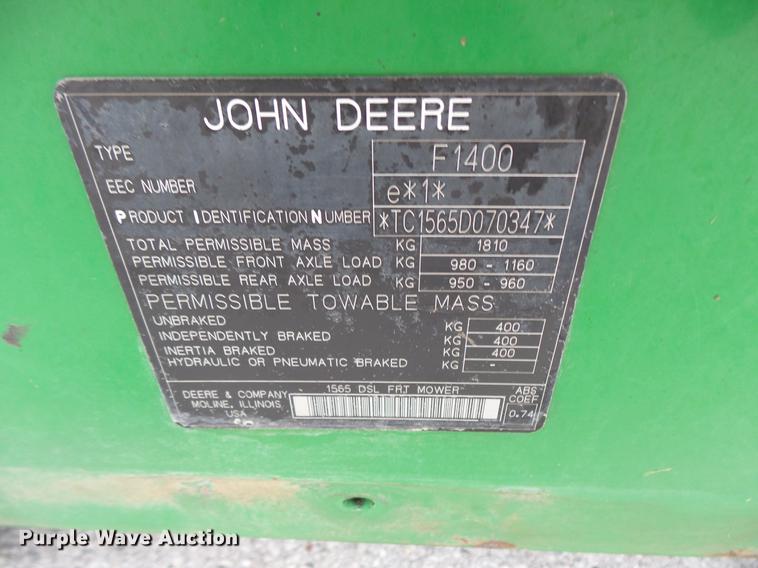 JOHN DEERE
TYPE F1400
EEC NUMBER e*1*
PRODUCT IDENTIFICATION NUMBER *TC1565D070347*
TOTAL PERMISSIBLE MASS KG 1810
PERMISSIBLE FRONT AXLE LOAD KG 980 - 1160
PERMISSIBLE REAR AXLE LOAD KG 950 - 960
PERMISSIBLE TOWABLE MASS
UNBRAKED KG 400
INDEPENDENTLY BRAKED KG 400
INERTIA BRAKED KG 400
HYDRAULIC OR PNEUMATIC BRAKED KG -
DEERE & COMPANY
MOLINE, ILLINOIS
USA
1565 DSL FRT MOWER
ABS
COEF
0.74
Purple Wave Auction